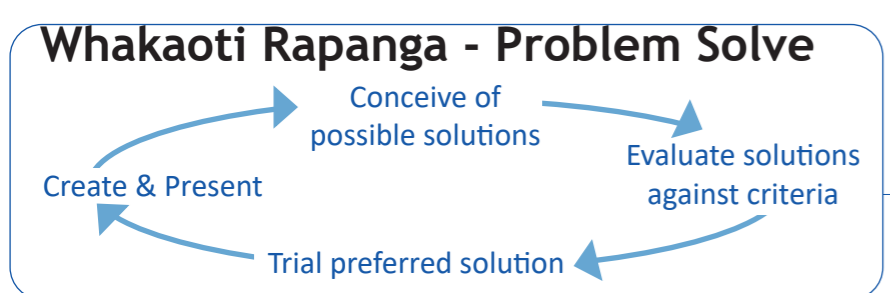 Whakaoti Rapanga - Problem Solve
Conceive of
possible solutions
Evaluate solutions
against criteria
Trial preferred solution
Create & Present